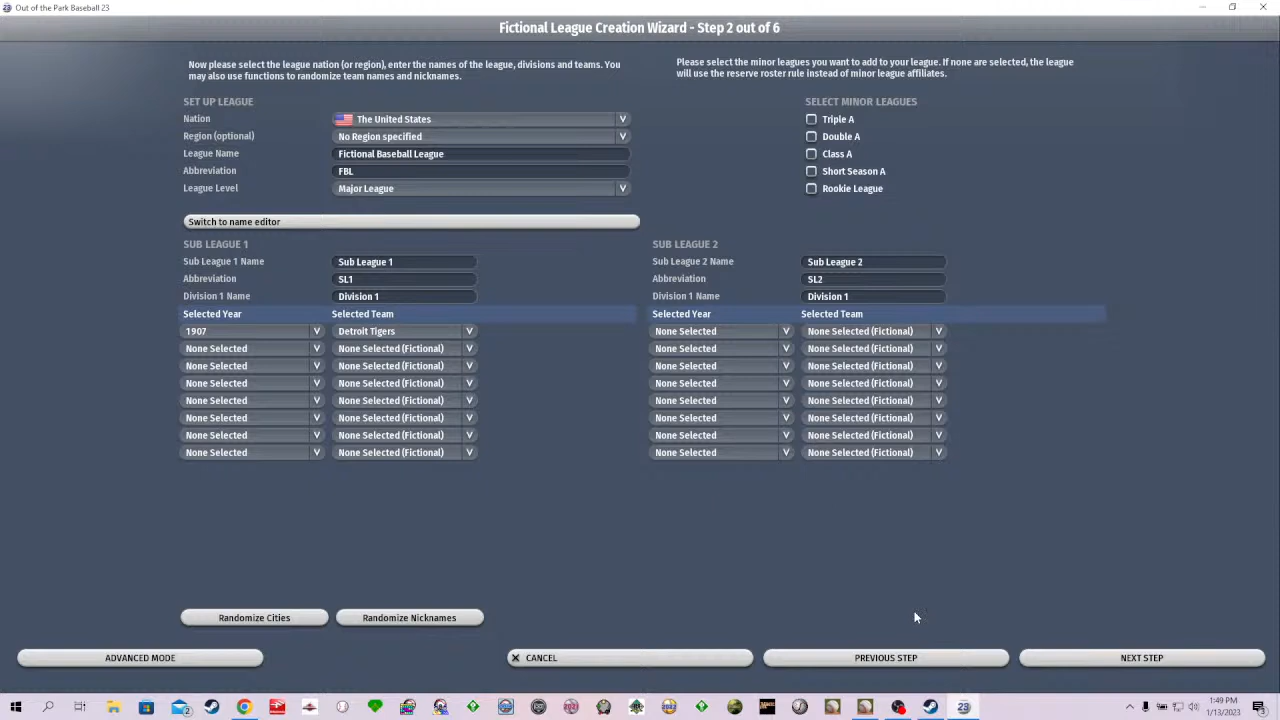 Out of the Park Baseball 23
Fictional League Creation Wizard - Step 2 out of 6
Now please select the league nation (or region), enter the names of the league, divisions and teams. You
may also use functions to randomize team names and nicknames.
Please select the minor leagues you want to add to your league. If none are selected, the league
will use the reserve roster rule instead of minor league affiliates.
SET UP LEAGUE
Nation The United States V
Region (optional) No Region specified V
League Name Fictional Baseball League
Abbreviation FBL
League Level Major League V
SELECT MINOR LEAGUES
Triple A
Double A
Class A
Short Season A
Rookie League
Switch to name editor
SUB LEAGUE 1
Sub League 1 Name Sub League 1
Abbreviation SL1
Division 1 Name Division 1
Selected Year Selected Team
1907 V Detroit Tigers V
None Selected V None Selected (Fictional) V
None Selected V None Selected (Fictional) V
None Selected V None Selected (Fictional) V
None Selected V None Selected (Fictional) V
None Selected V None Selected (Fictional) V
None Selected V None Selected (Fictional) V
None Selected V None Selected (Fictional) V
SUB LEAGUE 2
Sub League 2 Name Sub League 2
Abbreviation SL2
Division 1 Name Division 1
Selected Year Selected Team
None Selected V None Selected (Fictional) V
None Selected V None Selected (Fictional) V
None Selected V None Selected (Fictional) V
None Selected V None Selected (Fictional) V
None Selected V None Selected (Fictional) V
None Selected V None Selected (Fictional) V
None Selected V None Selected (Fictional) V
None Selected V None Selected (Fictional) V
Randomize Cities Randomize Nicknames
ADVANCED MODE CANCEL PREVIOUS STEP NEXT STEP
1:49 PM
1/13/2023